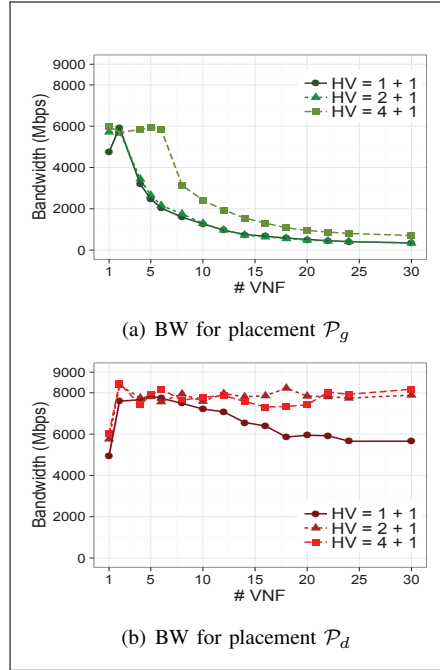 9000
8000
6000
4000
2000
0
Bandwidth (Mbps)
HV = 1 + 1
HV = 2 + 1
HV = 4 + 1
1 5 10 15 20 25 30
# VNF
(a) BW for placement 𝒫g
9000
8000
6000
4000
2000
0
Bandwidth (Mbps)
HV = 1 + 1
HV = 2 + 1
HV = 4 + 1
1 5 10 15 20 25 30
# VNF
(b) BW for placement 𝒫d